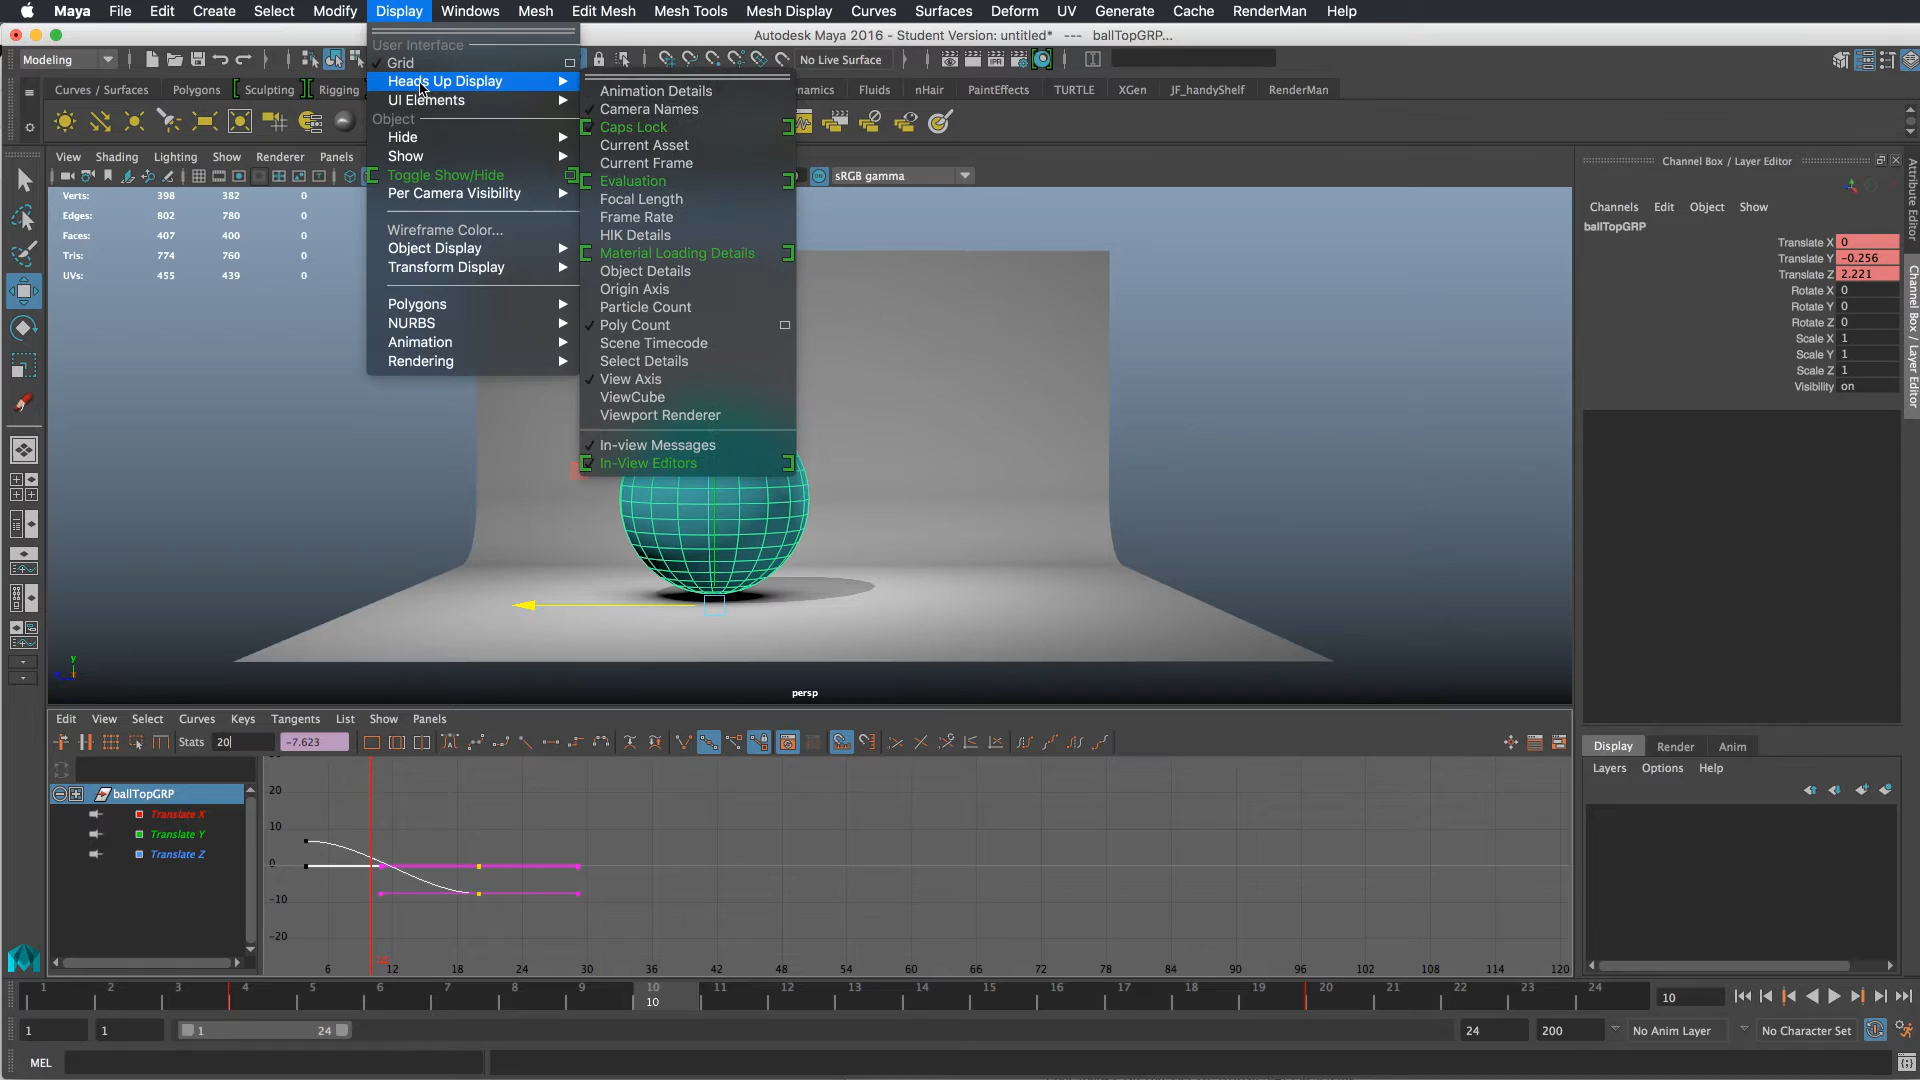 Maya File Edit Create Select Modify Display Windows Mesh Edit Mesh Mesh Tools Mesh Display Curves Surfaces Deform UV Generate Cache RenderMan Help
Autodesk Maya 2016 - Student Version: untitled* --- ballTopGRP...
Modeling
No Live Surface
Curves / Surfaces Polygons Sculpting Rigging
namics Fluids nHair PaintEffects TURTLE XGen JF_handyShelf RenderMan
User Interface
Grid
Heads Up Display
UI Elements
Object
Hide
Show
Toggle Show/Hide
Per Camera Visibility
Wireframe Color...
Object Display
Transform Display
Polygons
NURBS
Animation
Rendering
Animation Details
Camera Names
Caps Lock
Current Asset
Current Frame
Evaluation
Focal Length
Frame Rate
HIK Details
Material Loading Details
Object Details
Origin Axis
Particle Count
Poly Count
Scene Timecode
Select Details
View Axis
ViewCube
Viewport Renderer
In-view Messages
In-View Editors
View Shading Lighting Show Renderer Panels
sRGB gamma
Verts: 398 382 0
Edges: 802 780 0
Faces: 407 400 0
Tris: 774 760 0
UVs: 455 439 0
y
persp
Channel Box / Layer Editor
Channels Edit Object Show
ballTopGRP
Translate X 0
Translate Y -0.256
Translate Z 2.221
Rotate X 0
Rotate Y 0
Rotate Z 0
Scale X 1
Scale Y 1
Scale Z 1
Visibility on
Attribute Editor
Channel Box / Layer Editor
Edit View Select Curves Keys Tangents List Show Panels
Stats 20 -7.623
ballTopGRP
Translate X
Translate Y
Translate Z
20
10
0
-10
-20
6 12 18 24 30 36 42 48 54 60 66 72 78 84 90 96 102 108 114 120
Display Render Anim
Layers Options Help
1 2 3 4 5 6 7 8 9 10 11 12 13 14 15 16 17 18 19 20 21 22 23 24
10
10
1 1 1 24 24 200 No Anim Layer No Character Set
MEL